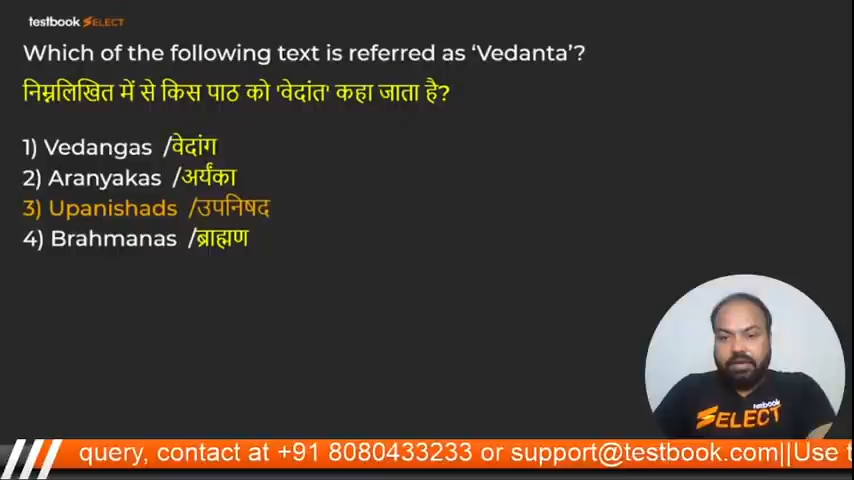 testbook SELECT
Which of the following text is referred as ‘Vedanta’?
निम्नलिखित में से किस पाठ को 'वेदांत' कहा जाता है?
1) Vedangas /वेदांग
2) Aranyakas /अर्यंका
3) Upanishads /उपनिषद
4) Brahmanas /ब्राह्मण
testbook
SELECT
query, contact at +91 8080433233 or support@testbook.com||Use t